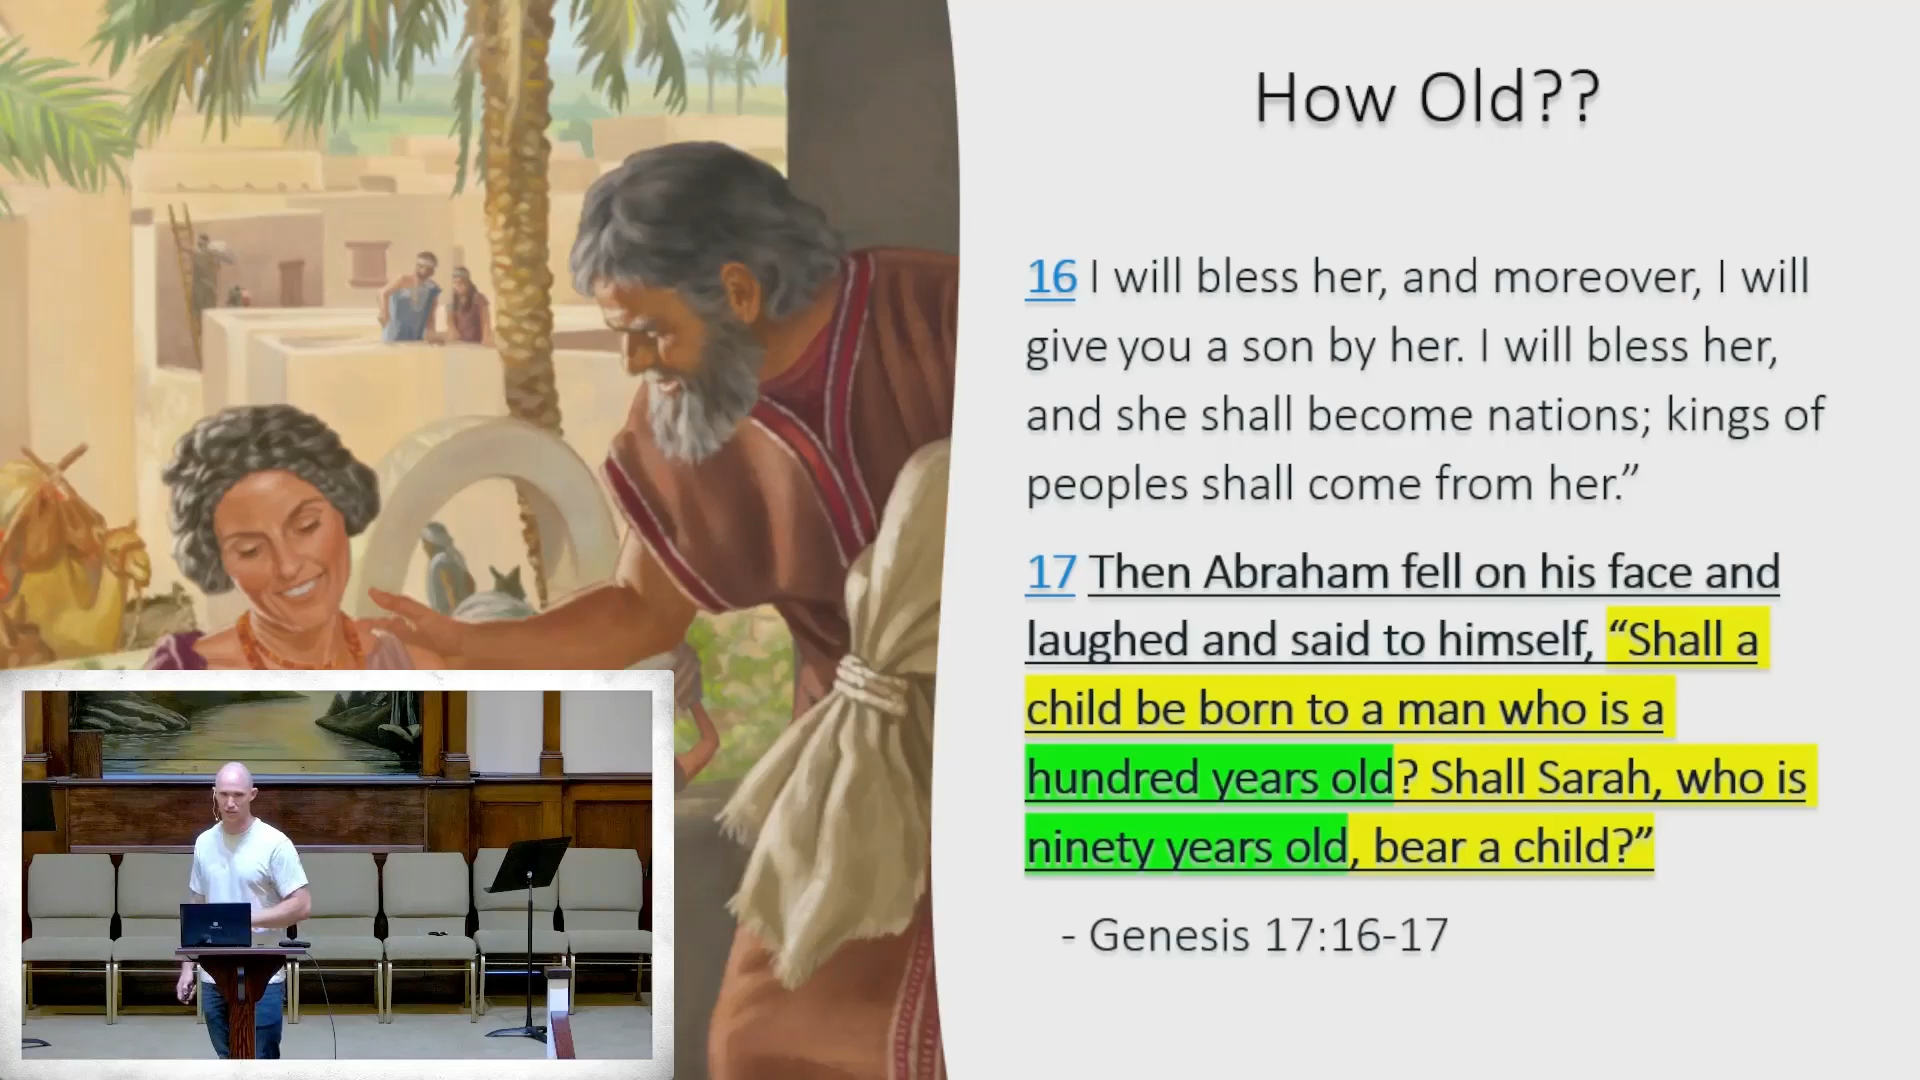 How Old??
16 I will bless her, and moreover, I will
give you a son by her. I will bless her,
and she shall become nations; kings of
peoples shall come from her.”
17 Then Abraham fell on his face and
laughed and said to himself, “Shall a
child be born to a man who is a
hundred years old? Shall Sarah, who is
ninety years old, bear a child?”
- Genesis 17:16-17